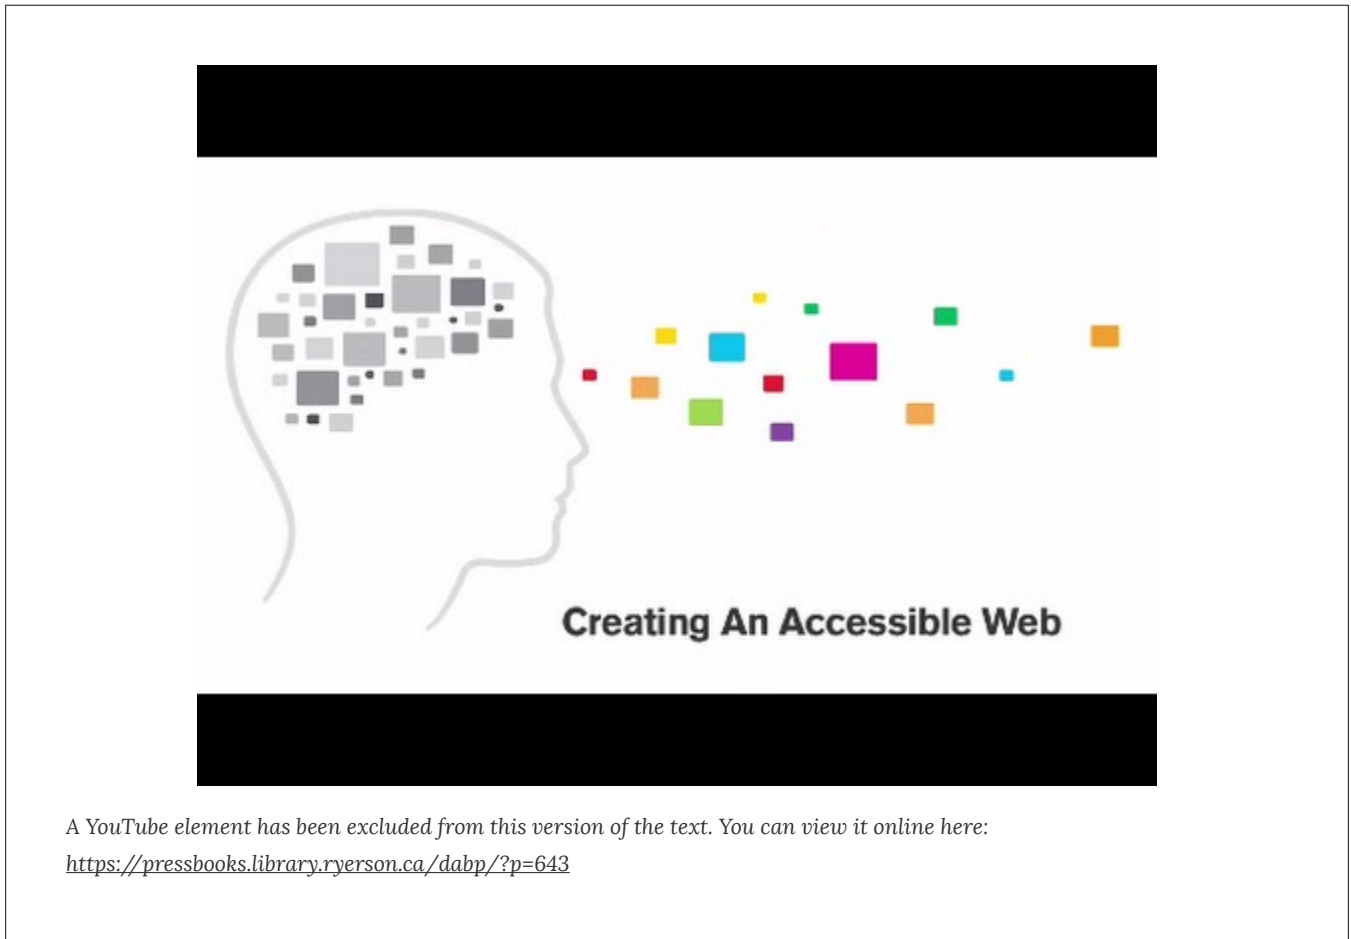 Creating An Accessible Web
A YouTube element has been excluded from this version of the text. You can view it online here:
https://pressbooks.library.ryerson.ca/dabp/?p=643